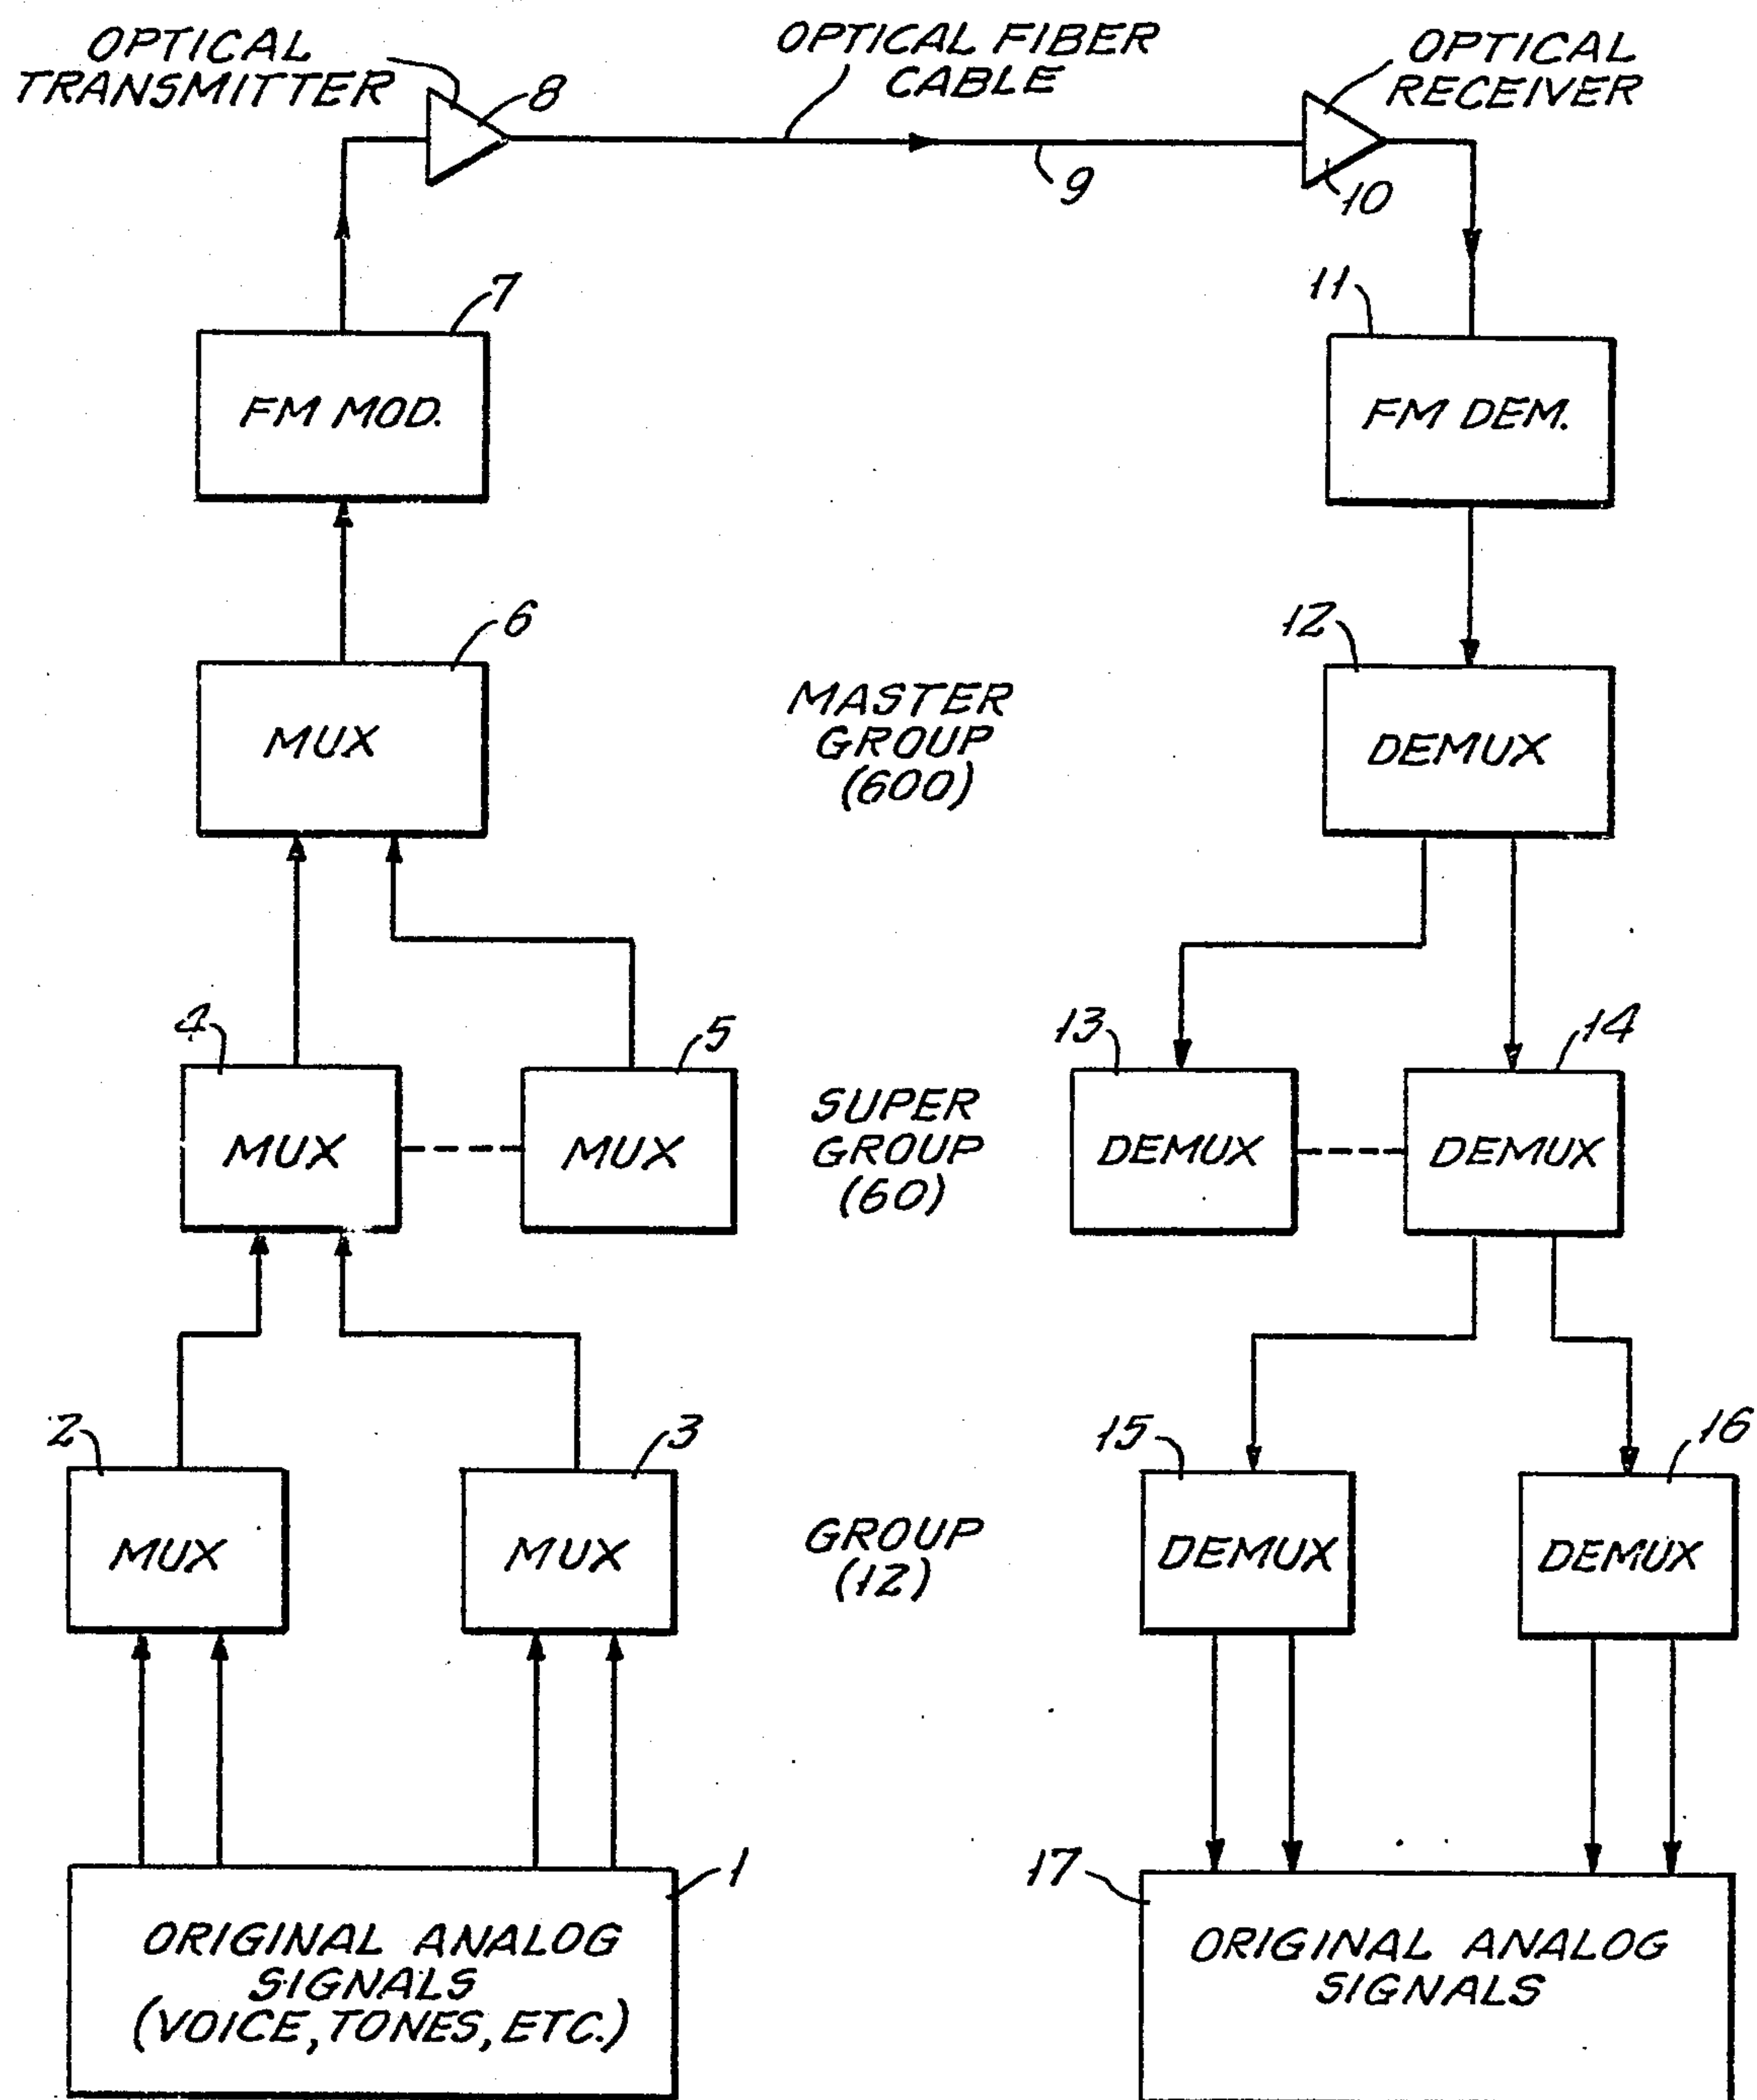 OPTICAL
TRANSMITTER
8
OPTICAL FIBER
CABLE
9
OPTICAL
RECEIVER
10
7
FM MOD.
11
FM DEM.
6
MUX
MASTER
GROUP
(600)
12
DEMUX
4
MUX
5
MUX
SUPER
GROUP
(60)
13
DEMUX
14
DEMUX
2
MUX
3
MUX
GROUP
(12)
15
DEMUX
16
DEMUX
1
ORIGINAL ANALOG
SIGNALS
(VOICE, TONES, ETC.)
17
ORIGINAL ANALOG
SIGNALS